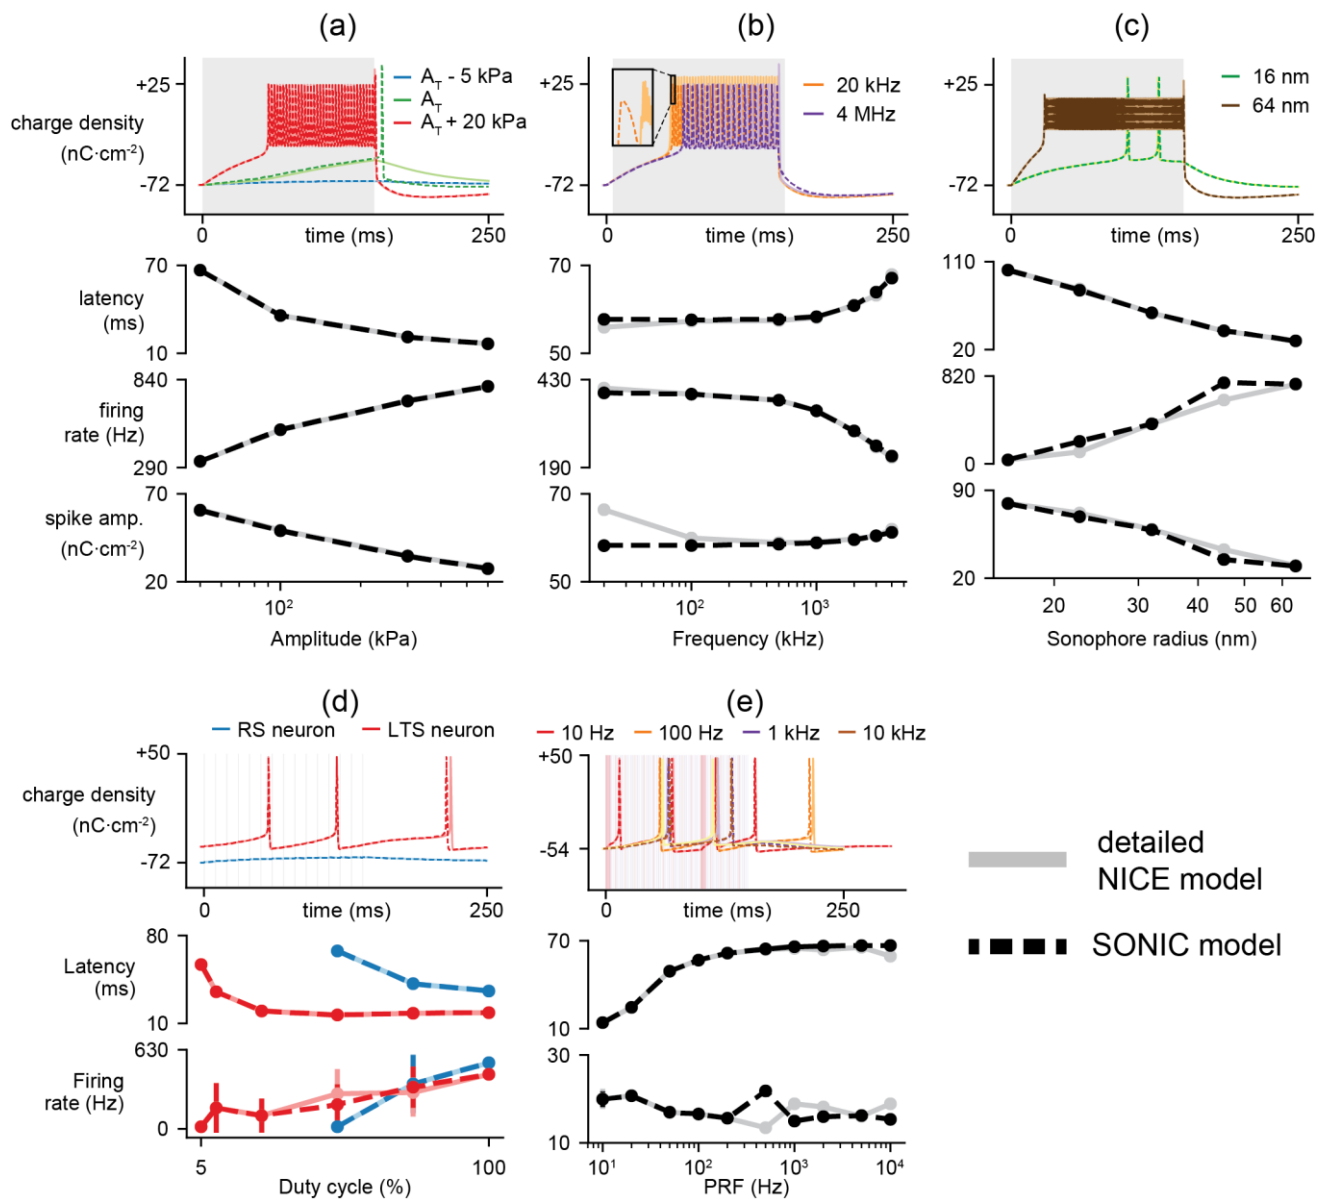 (a)
(b)
(c)
+25
-72
charge density
(nC·cm⁻²)
A_T - 5 kPa
A_T
A_T + 20 kPa
0
time (ms)
250
+25
-72
20 kHz
4 MHz
0
time (ms)
250
+25
-72
16 nm
64 nm
0
time (ms)
250
latency
(ms)
70
10
70
50
110
20
firing
rate (Hz)
840
290
430
190
820
0
spike amp.
(nC·cm⁻²)
70
20
70
50
90
20
10²
Amplitude (kPa)
10²
10³
Frequency (kHz)
20
30
40
50
60
Sonophore radius (nm)
(d)
(e)
RS neuron
LTS neuron
10 Hz
100 Hz
1 kHz
10 kHz
charge density
(nC·cm⁻²)
+50
-72
0
time (ms)
250
+50
-54
0
time (ms)
250
Latency
(ms)
80
10
70
10
Firing
rate (Hz)
630
0
30
10
5
100
Duty cycle (%)
10¹
10²
10³
10⁴
PRF (Hz)
detailed
NICE model
SONIC model